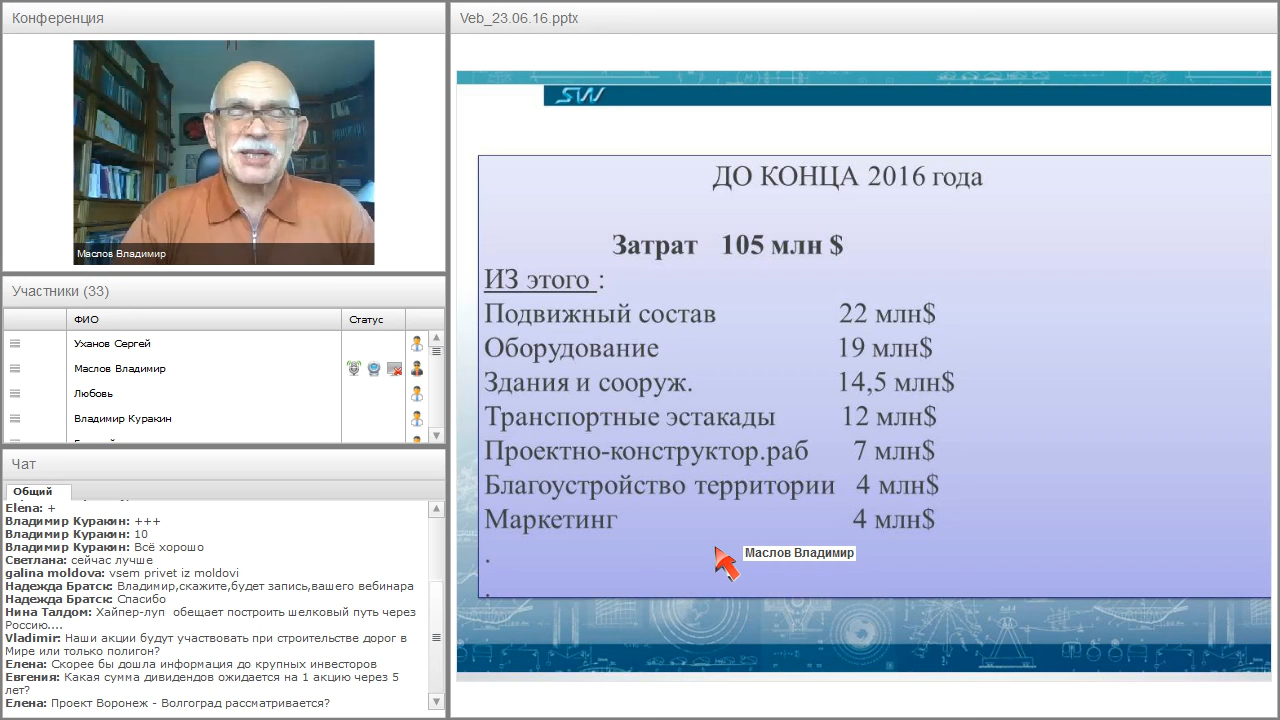 Конференция
Маслов Владимир
Участники (33)
ФИО Статус
Уханов Сергей
Маслов Владимир
Любовь
Владимир Куракин
Чат
Общий
Elena: +
Владимир Куракин: +++
Владимир Куракин: 10
Владимир Куракин: Всё хорошо
Светлана: сейчас лучше
galina moldova: vsem privet iz moldovi
Надежда Братск: Владимир,скажите,будет запись,вашего вебинара
Надежда Братск: Спасибо
Нина Талдом: Хайпер-луп обещает построить шелковый путь через
Россию....
Vladimir: Наши акции будут участвовать при строительстве дорог в
Мире или только полигон?
Елена: Скорее бы дошла информация до крупных инвесторов
Евгения: Какая сумма дивидендов ожидается на 1 акцию через 5
лет?
Елена: Проект Воронеж - Волгоград рассматривается?
Veb_23.06.16.pptx
SW
ДО КОНЦА 2016 года
Затрат 105 млн $
ИЗ этого :
Подвижный состав 22 млн$
Оборудование 19 млн$
Здания и сооруж. 14,5 млн$
Транспортные эстакады 12 млн$
Проектно-конструктор.раб 7 млн$
Благоустройство территории 4 млн$
Маркетинг 4 млн$
.
Маслов Владимир
.